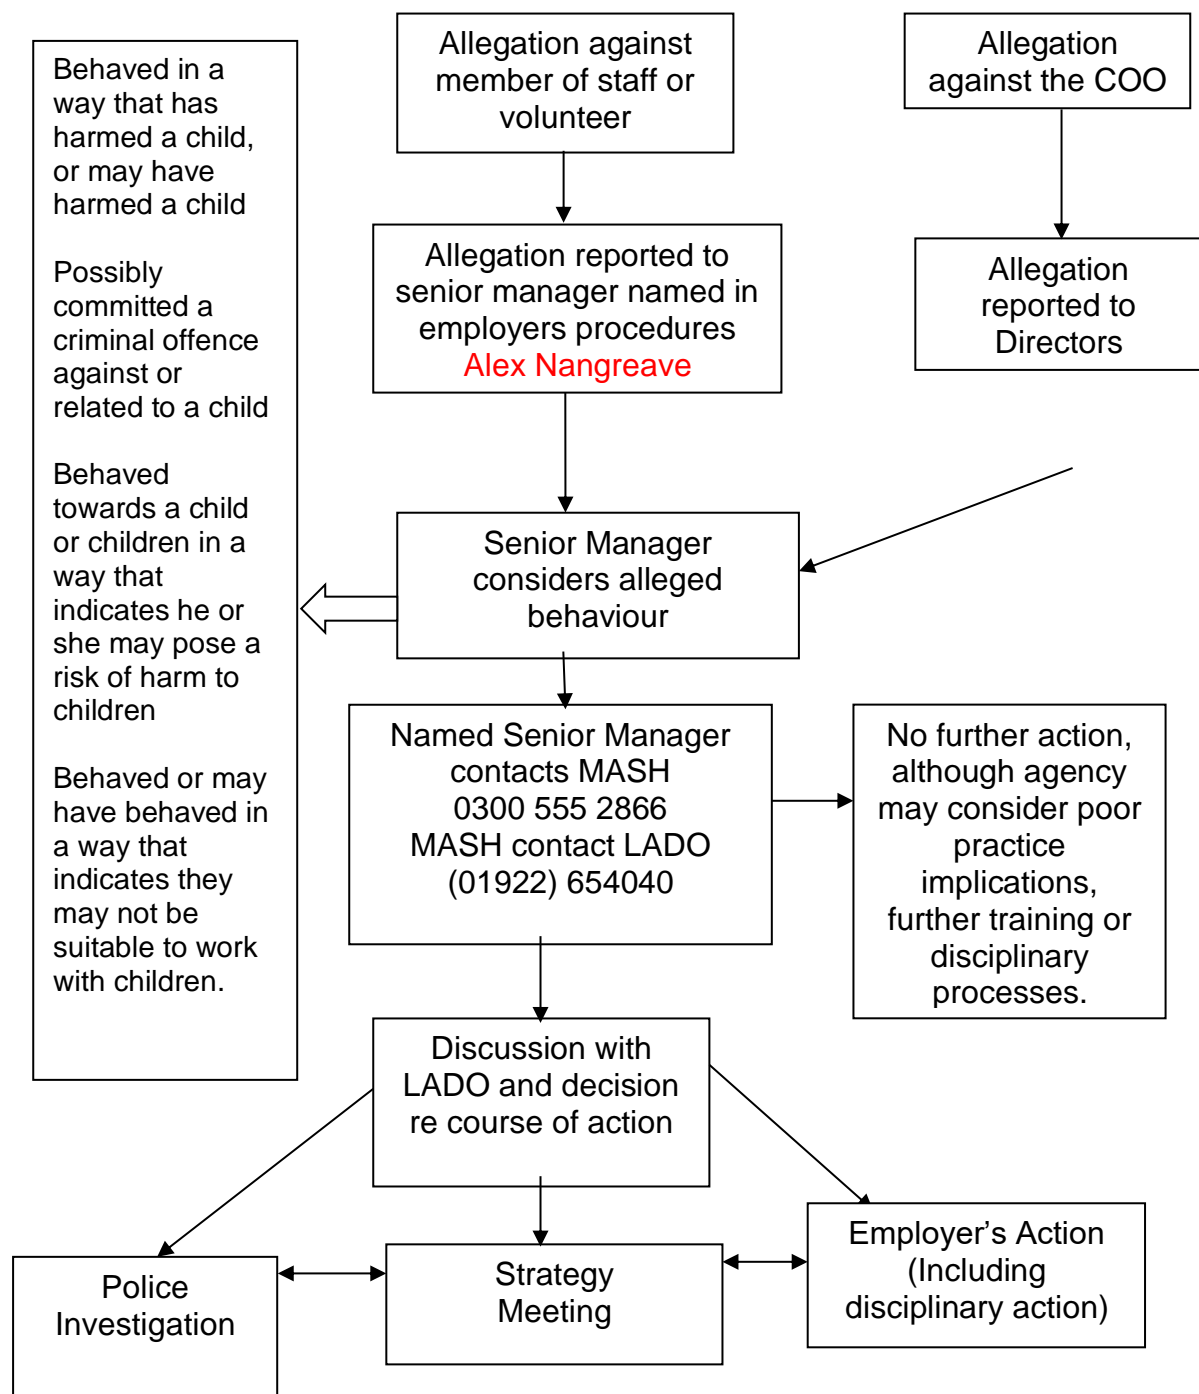 Behaved in a
way that has
harmed a child,
or may have
harmed a child
Possibly
committed a
criminal offence
against or
related to a child
Behaved
towards a child
or children in a
way that
indicates he or
she may pose a
risk of harm to
children
Behaved or may
have behaved in
a way that
indicates they
may not be
suitable to work
with children.
Allegation against
member of staff or
volunteer
Allegation
against the COO
Allegation reported to
senior manager named in
employers procedures
Alex Nangreave
Allegation
reported to
Directors
Senior Manager
considers alleged
behaviour
Named Senior Manager
contacts MASH
0300 555 2866
MASH contact LADO
(01922) 654040
No further action,
although agency
may consider poor
practice
implications,
further training or
disciplinary
processes.
Discussion with
LADO and decision
re course of action
Police
Investigation
Strategy
Meeting
Employer’s Action
(Including
disciplinary action)